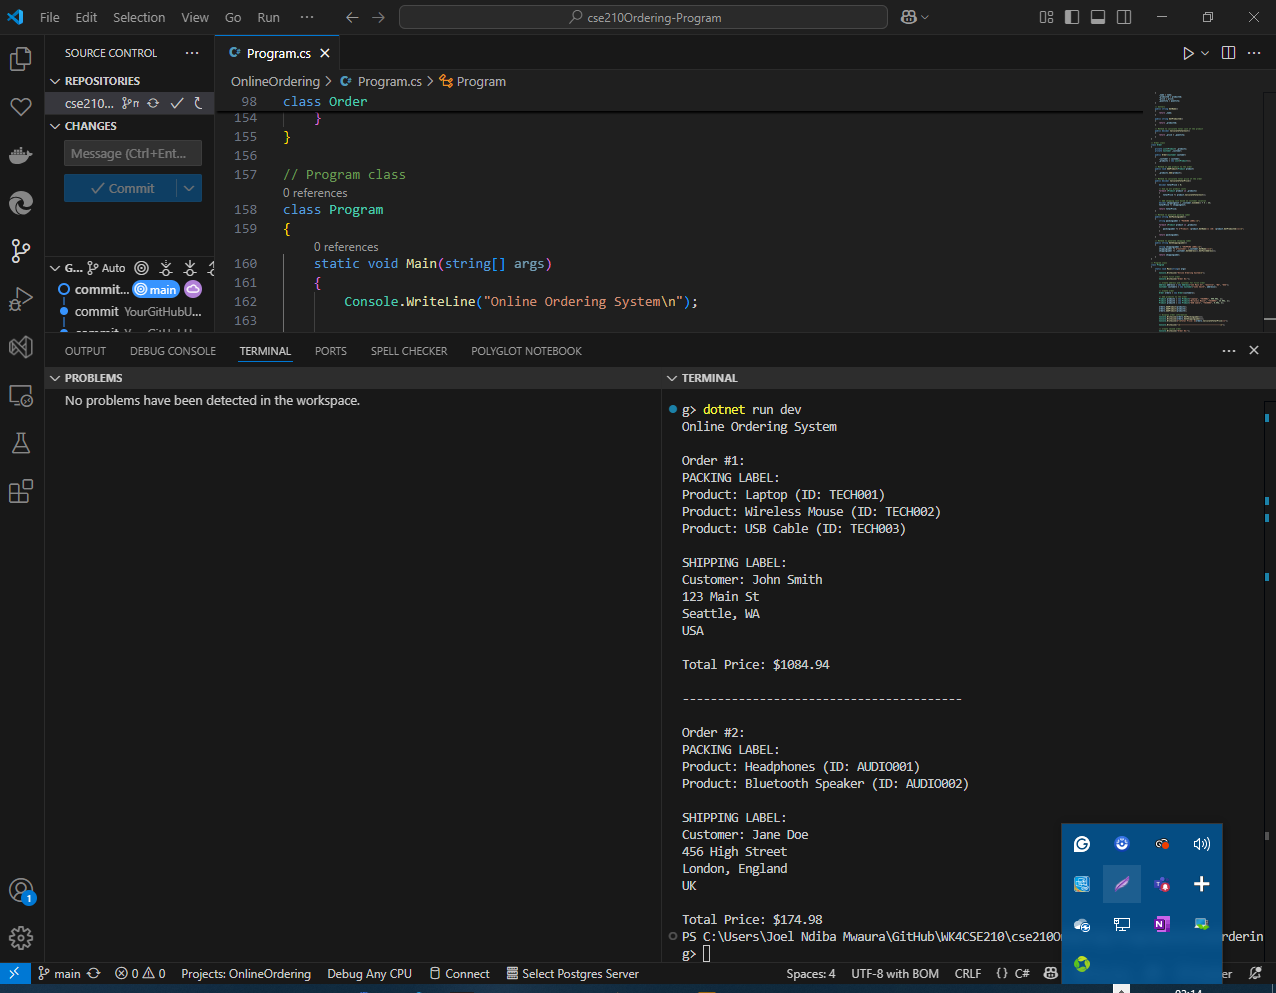 File Edit Selection View Go Run ··· cse210Ordering-Program
SOURCE CONTROL ···
REPOSITORIES
cse210...
CHANGES
Message (Ctrl+Ent...
Commit
G... Auto
commit... main
commit YourGitHubU...
Program.cs
OnlineOrdering > Program.cs > Program
98 class Order
154 }
155 }
156
157 // Program class
0 references
158 class Program
159 {
0 references
160 static void Main(string[] args)
161 {
162 Console.WriteLine("Online Ordering System\n");
163
OUTPUT DEBUG CONSOLE TERMINAL PORTS SPELL CHECKER POLYGLOT NOTEBOOK
PROBLEMS
No problems have been detected in the workspace.
TERMINAL
g> dotnet run dev
Online Ordering System
Order #1:
PACKING LABEL:
Product: Laptop (ID: TECH001)
Product: Wireless Mouse (ID: TECH002)
Product: USB Cable (ID: TECH003)
SHIPPING LABEL:
Customer: John Smith
123 Main St
Seattle, WA
USA
Total Price: $1084.94
----------------------------------------
Order #2:
PACKING LABEL:
Product: Headphones (ID: AUDIO001)
Product: Bluetooth Speaker (ID: AUDIO002)
SHIPPING LABEL:
Customer: Jane Doe
456 High Street
London, England
UK
Total Price: $174.98
PS C:\Users\Joel Ndiba Mwaura\GitHub\WK4CSE210\cse210O
g>
1
main 0 0 Projects: OnlineOrdering Debug Any CPU Connect Select Postgres Server Spaces: 4 UTF-8 with BOM CRLF {} C#